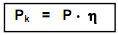 Pₖ = P · η